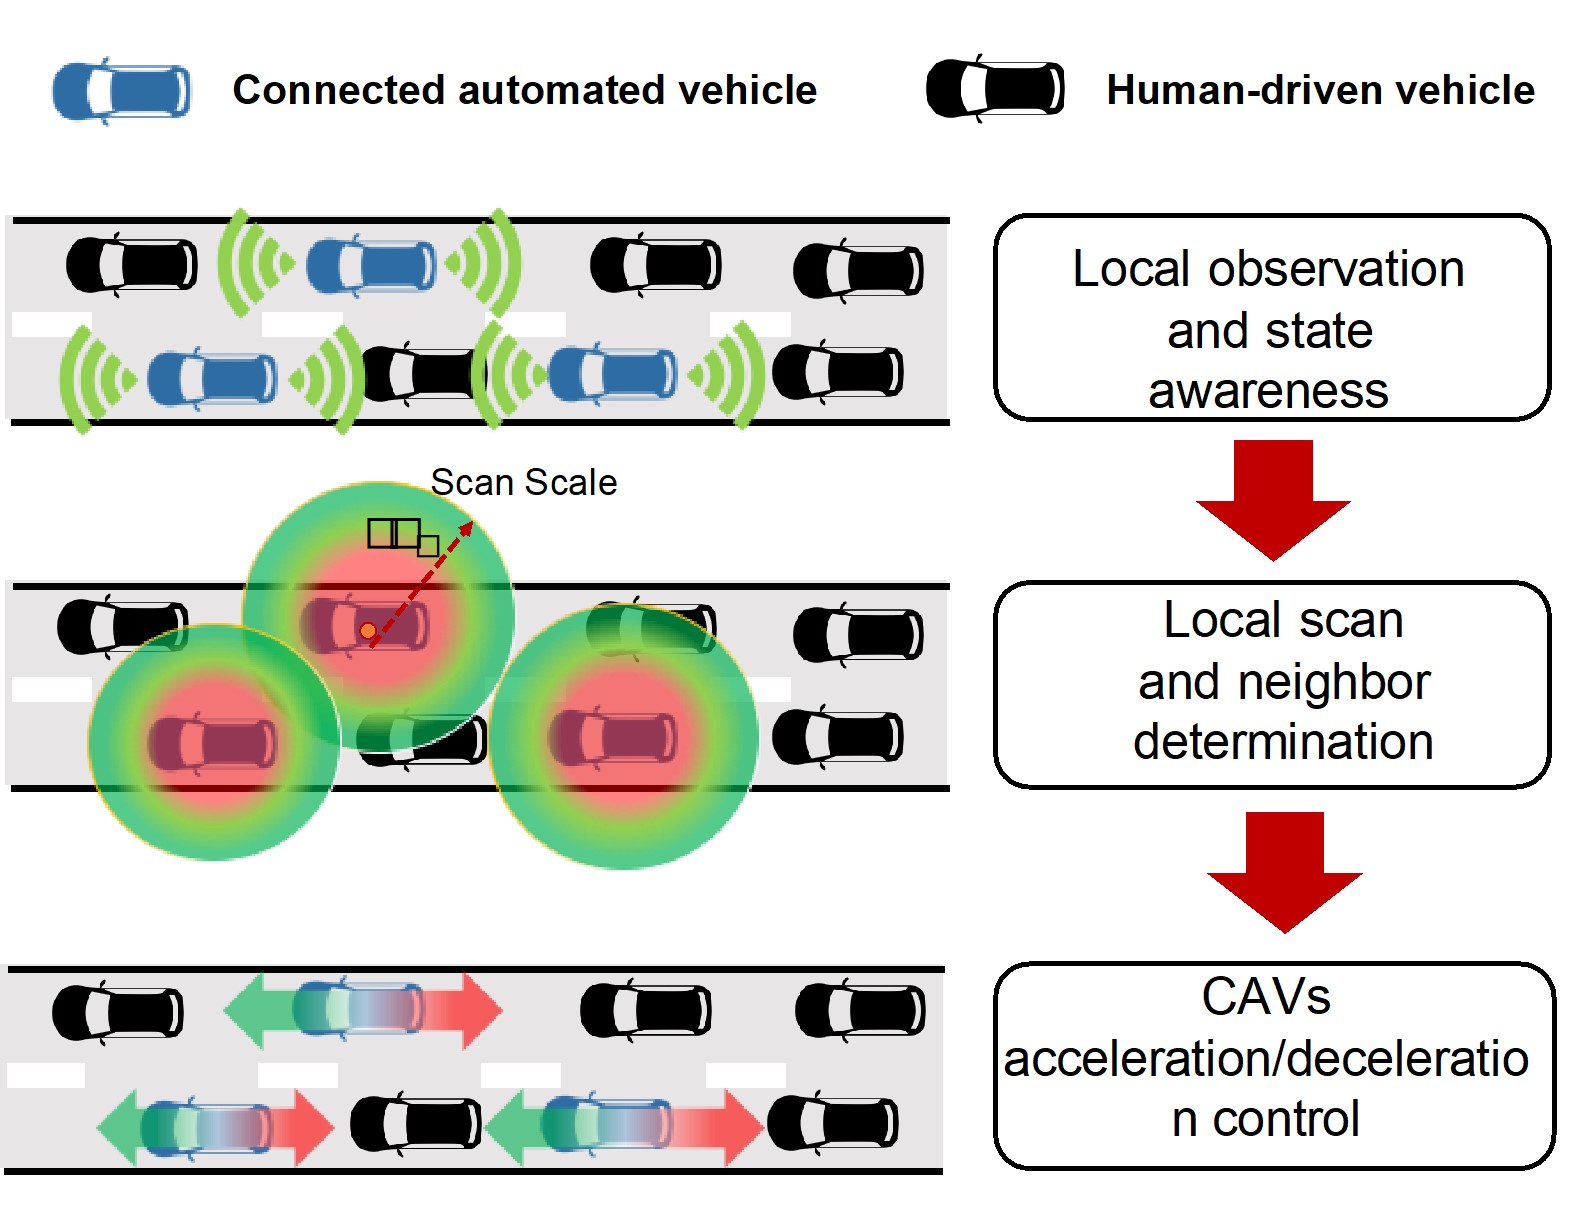 Connected automated vehicle
Human-driven vehicle
Local observation
and state
awareness
Scan Scale
Local scan
and neighbor
determination
CAVs
acceleration/deceleratio
n control